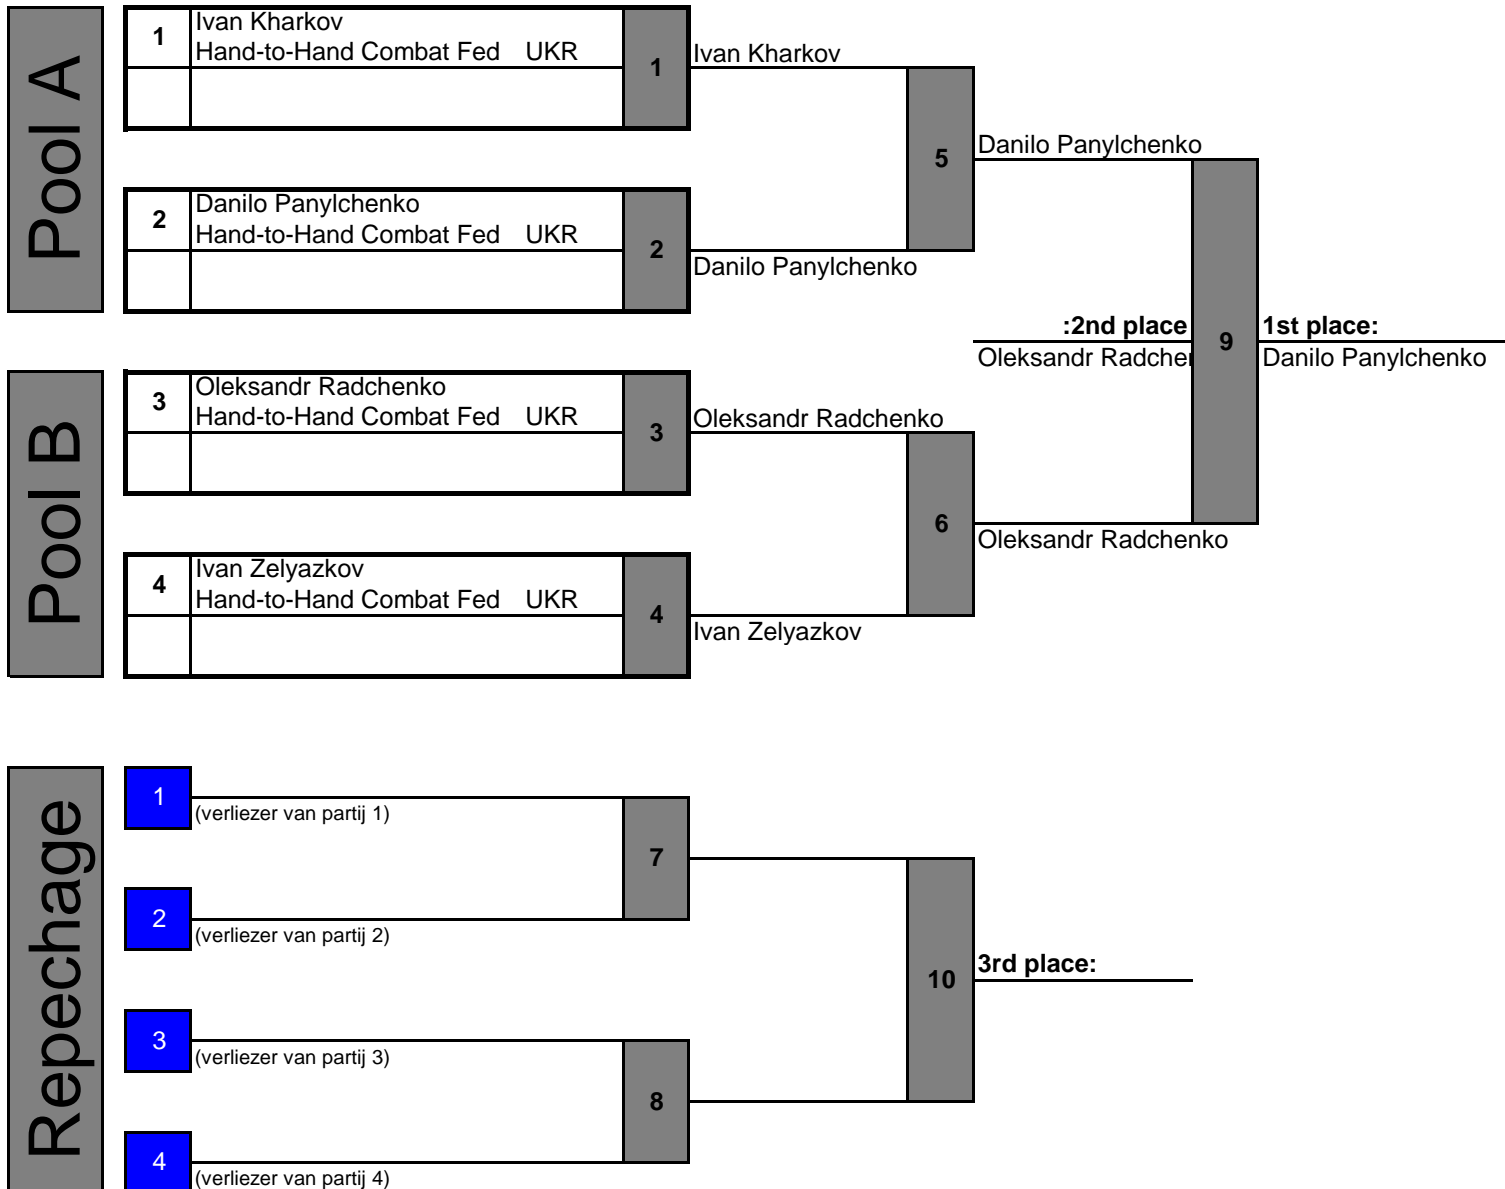 Pool A
1
Ivan Kharkov
Hand-to-Hand Combat Fed UKR
1
Ivan Kharkov
2
Danilo Panylchenko
Hand-to-Hand Combat Fed UKR
2
Danilo Panylchenko
5
Danilo Panylchenko
Pool B
3
Oleksandr Radchenko
Hand-to-Hand Combat Fed UKR
3
Oleksandr Radchenko
4
Ivan Zelyazkov
Hand-to-Hand Combat Fed UKR
4
Ivan Zelyazkov
6
Oleksandr Radchenko
:2nd place
Oleksandr Radche
9
1st place:
Danilo Panylchenko
Repechage
1
(verliezer van partij 1)
2
(verliezer van partij 2)
7
3
(verliezer van partij 3)
4
(verliezer van partij 4)
8
10
3rd place: